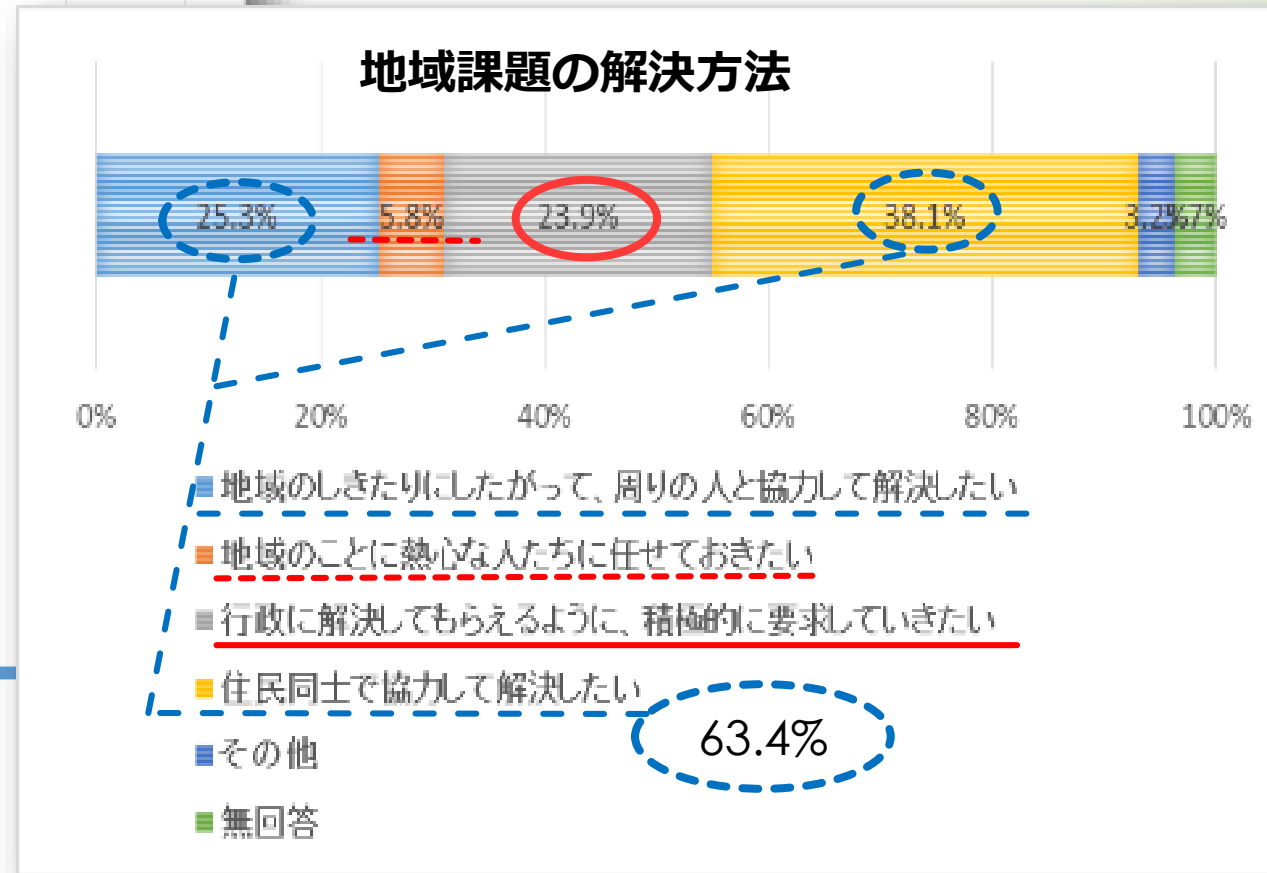 地域課題の解決方法
25.3% 5.8% 23.9% 38.1% 3.2%
0% 20% 40% 60% 80% 100%
地域のしきたりにしたがって、周りの人と協力して解決したい
地域のことに熱心な人たちに任せておきたい
行政に解決してもらえるように、積極的に要求していきたい
住民同士で協力して解決したい
63.4%
その他
無回答